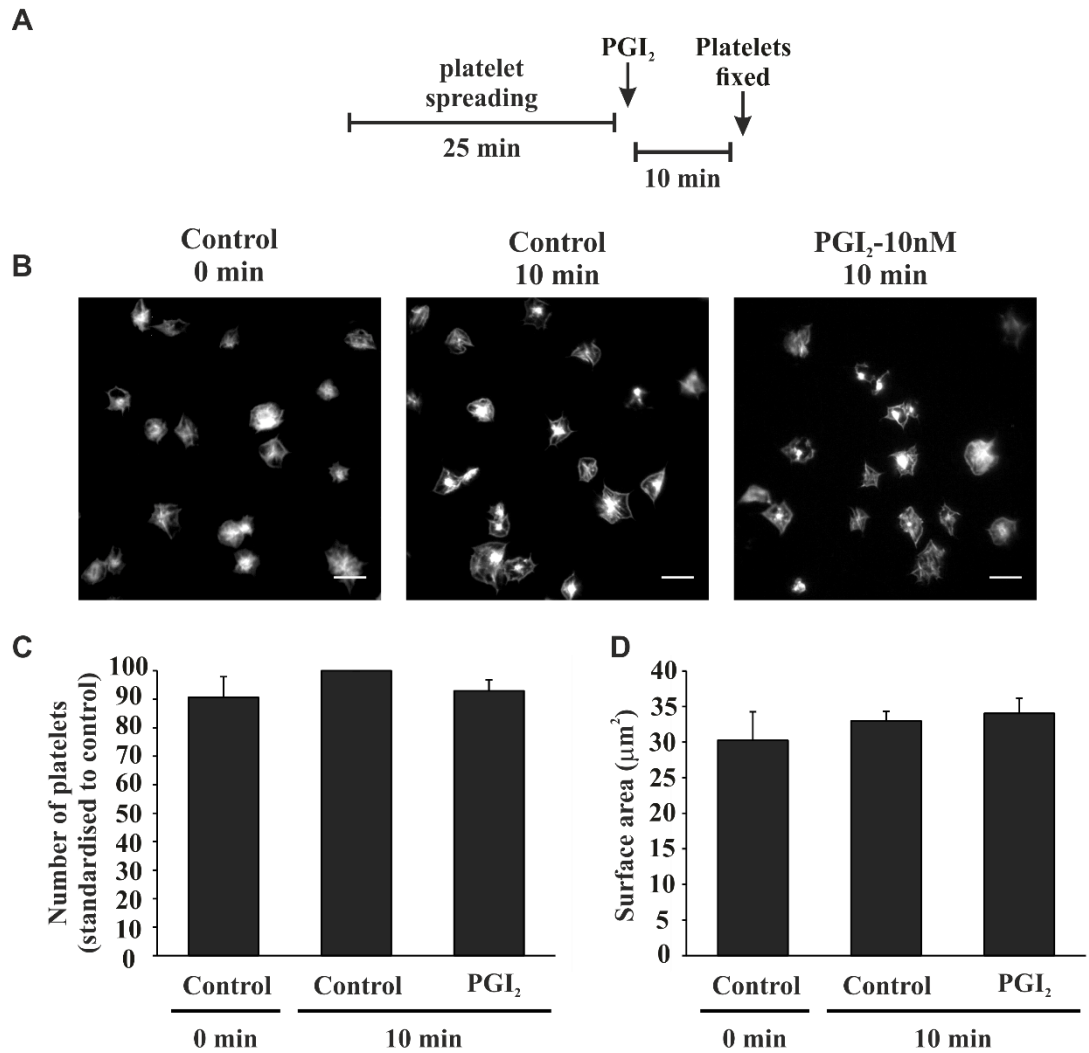 A
PGI₂
Platelets
fixed
platelet
spreading
25 min
10 min
B
Control
0 min
Control
10 min
PGI₂-10nM
10 min
C
Number of platelets
(standardised to control)
100
90
80
70
60
50
40
30
20
10
0
Control
Control
PGI₂
0 min
10 min
D
Surface area (µm²)
40
35
30
25
20
15
10
5
0
Control
Control
PGI₂
0 min
10 min